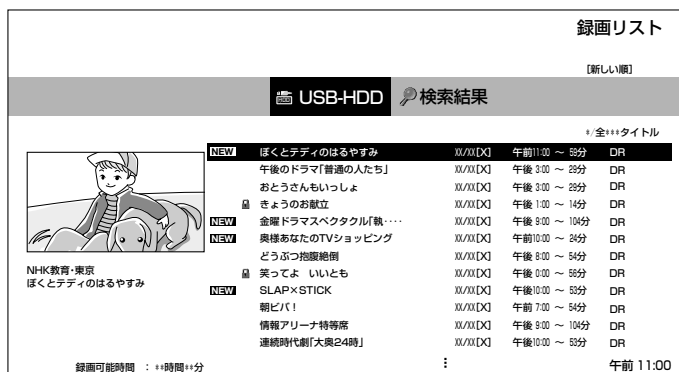 録画リスト
[新しい順]
USB-HDD 検索結果
*/全***タイトル
NEW ぼくとテディのはるやすみ XX/XX[X] 午前11:00 ～ 59分 DR
午後のドラマ「普通の人たち」 XX/XX[X] 午後 3:00 ～ 29分 DR
おとうさんもいっしょ XX/XX[X] 午後 3:00 ～ 29分 DR
きょうのお献立 XX/XX[X] 午後 1:00 ～ 14分 DR
NEW 金曜ドラマスペクタクル「執‥‥ XX/XX[X] 午後 9:00 ～ 104分 DR
NEW 奥様あなたのTVショッピング XX/XX[X] 午前10:00 ～ 24分 DR
どうぶつ抱腹絶倒 XX/XX[X] 午後 8:00 ～ 54分 DR
笑ってよ いいとも XX/XX[X] 午後 0:00 ～ 56分 DR
NEW SLAP×STICK XX/XX[X] 午後10:00 ～ 53分 DR
朝ビバ！ XX/XX[X] 午前 7:00 ～ 54分 DR
情報アリーナ特等席 XX/XX[X] 午後 9:00 ～ 104分 DR
連続時代劇「大奥24時」 XX/XX[X] 午後10:00 ～ 53分 DR
NHK教育・東京
ぼくとテディのはるやすみ
録画可能時間 ： **時間**分
午前 11:00